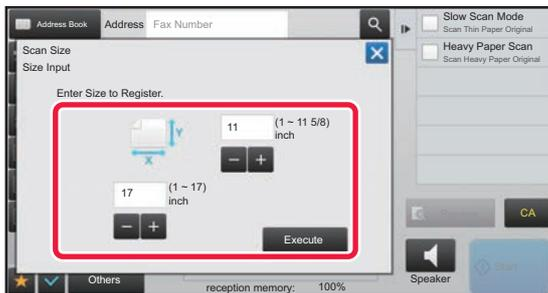 Address Book
Address
Fax Number
Slow Scan Mode
Scan Thin Paper Original
Heavy Paper Scan
Scan Heavy Paper Original
Scan Size
Size Input
Enter Size to Register.
Y
X
11
(1 ~ 11 5/8)
inch
17
(1 ~ 17)
inch
Execute
CA
Start
Speaker
Others
reception memory: 100%